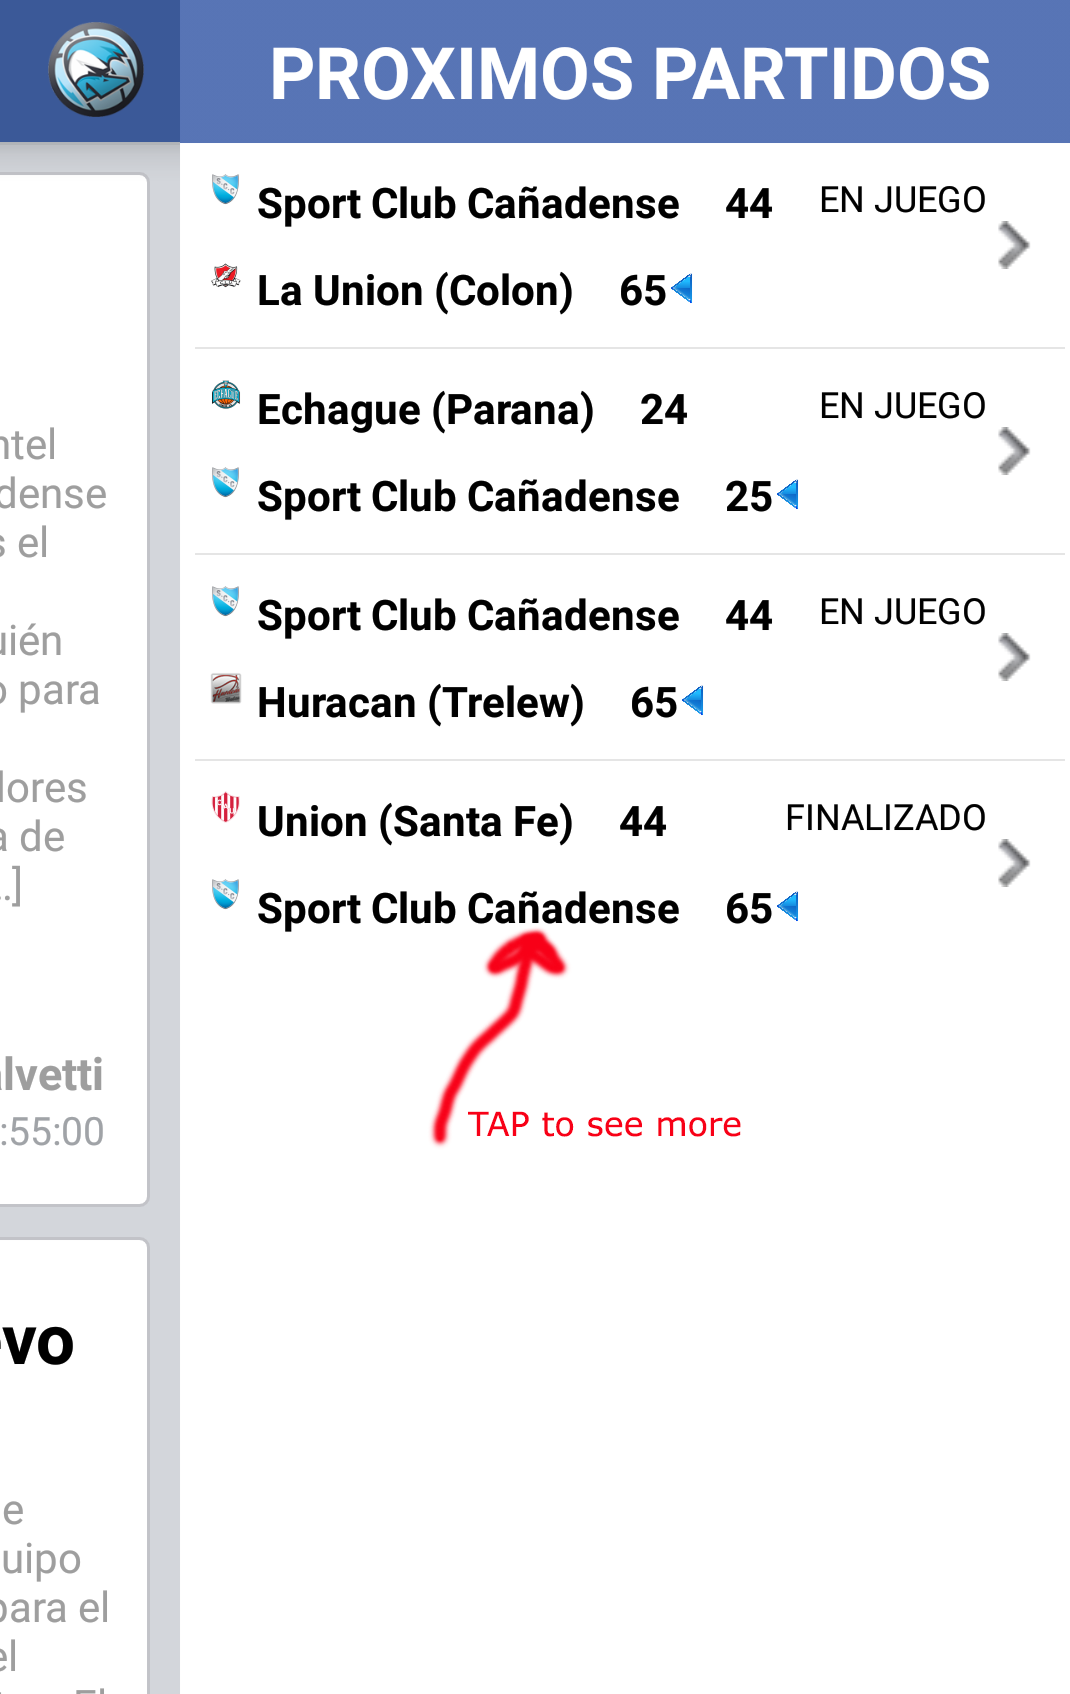 PROXIMOS PARTIDOS
Sport Club Cañadense 44 EN JUEGO
La Union (Colon) 65
Echague (Parana) 24 EN JUEGO
Sport Club Cañadense 25
Sport Club Cañadense 44 EN JUEGO
Huracan (Trelew) 65
Union (Santa Fe) 44 FINALIZADO
Sport Club Cañadense 65
TAP to see more
ntel
dense
s el
uién
o para
lores
a de
..]
alvetti
:55:00
evo
e
uipo
para el
el